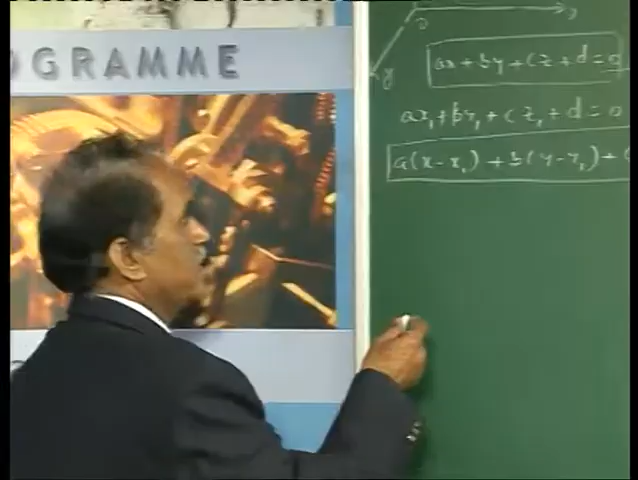 OGRAMME
y
ax + by + cz + d = 0
ax₁ + by₁ + cz₁ + d = 0
a(x - x₁) + b(y - y₁) +